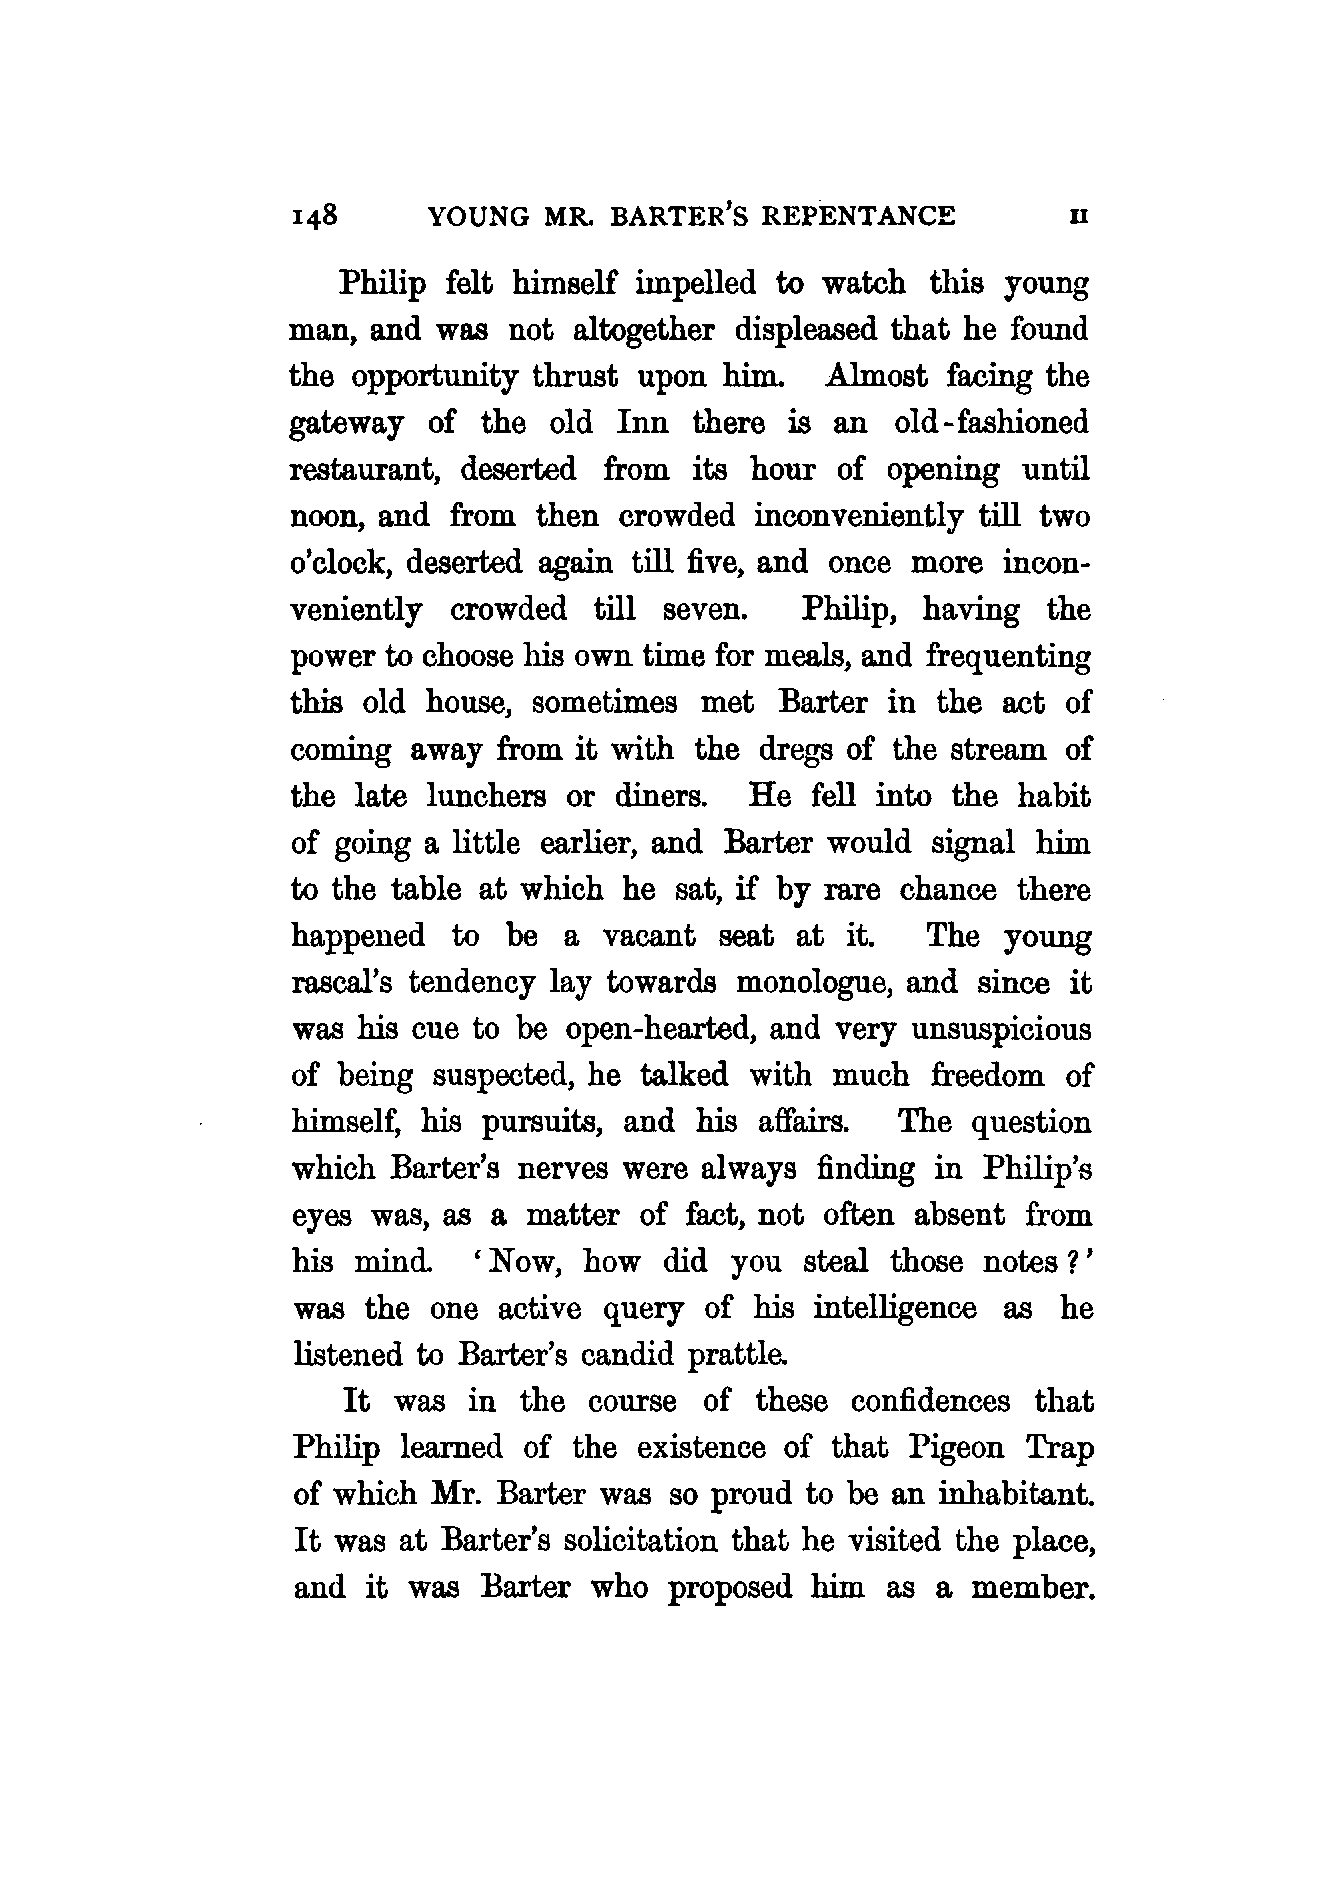 148 YOUNG MR. BARTER'S REPENTANCE II
Philip felt himself impelled to watch this young
man, and was not altogether displeased that he found
the opportunity thrust upon him. Almost facing the
gateway of the old Inn there is an old-fashioned
restaurant, deserted from its hour of opening until
noon, and from then crowded inconveniently till two
o'clock, deserted again till five, and once more incon-
veniently crowded till seven. Philip, having the
power to choose his own time for meals, and frequenting
this old house, sometimes met Barter in the act of
coming away from it with the dregs of the stream of
the late lunchers or diners. He fell into the habit
of going a little earlier, and Barter would signal him
to the table at which he sat, if by rare chance there
happened to be a vacant seat at it. The young
rascal's tendency lay towards monologue, and since it
was his cue to be open-hearted, and very unsuspicious
of being suspected, he talked with much freedom of
himself, his pursuits, and his affairs. The question
which Barter's nerves were always finding in Philip's
eyes was, as a matter of fact, not often absent from
his mind. 'Now, how did you steal those notes?'
was the one active query of his intelligence as he
listened to Barter's candid prattle.
It was in the course of these confidences that
Philip learned of the existence of that Pigeon Trap
of which Mr. Barter was so proud to be an inhabitant.
It was at Barter's solicitation that he visited the place,
and it was Barter who proposed him as a member.